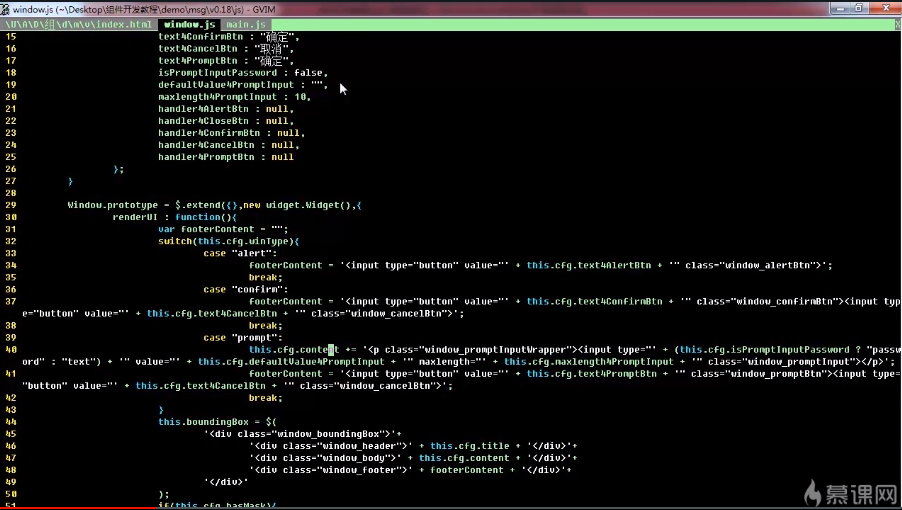 window.js (~\Desktop\组件开发教程\demo\msg\v0.18\js) - GVIM
\U\A\D\组\d\m\v\index.html window.js main.js
15 text4ConfirmBtn : "确定",
16 text4CancelBtn : "取消",
17 text4PromptBtn : "确定",
18 isPromptInputPassword : false,
19 defaultValue4PromptInput : "",
20 maxlength4PromptInput : 10,
21 handler4AlertBtn : null,
22 handler4CloseBtn : null,
23 handler4ConfirmBtn : null,
24 handler4CancelBtn : null,
25 handler4PromptBtn : null
26 };
27 }
28
29 Window.prototype = $.extend({},new widget.Widget(),{
30 renderUI : function(){
31 var footerContent = "";
32 switch(this.cfg.winType){
33 case "alert":
34 footerContent = '<input type="button" value="' + this.cfg.text4AlertBtn + '" class="window_alertBtn">';
35 break;
36 case "confirm":
37 footerContent = '<input type="button" value="' + this.cfg.text4ConfirmBtn + '" class="window_confirmBtn"><input typ
e="button" value="' + this.cfg.text4CancelBtn + '" class="window_cancelBtn">';
38 break;
39 case "prompt":
40 this.cfg.content += '<p class="window_promptInputWrapper"><input type="' + (this.cfg.isPromptInputPassword ? "passw
ord" : "text") + '" value="' + this.cfg.defaultValue4PromptInput + '" maxlength="' + this.cfg.maxlength4PromptInput + '" class="window_promptInput"></p>';
41 footerContent = '<input type="button" value="' + this.cfg.text4PromptBtn + '" class="window_promptBtn"><input type=
"button" value="' + this.cfg.text4CancelBtn + '" class="window_cancelBtn">';
42 break;
43 }
44 this.boundingBox = $(
45 '<div class="window_boundingBox">'+
46 '<div class="window_header">' + this.cfg.title + '</div>'+
47 '<div class="window_body">' + this.cfg.content + '</div>'+
48 '<div class="window_footer">' + footerContent + '</div>'+
49 '</div>'
50 );
51 if(this.cfg.hasMask){
慕课网